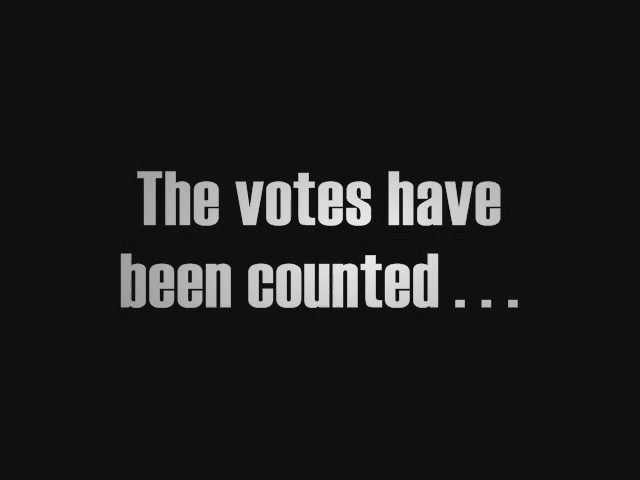 The votes have
been counted . . .